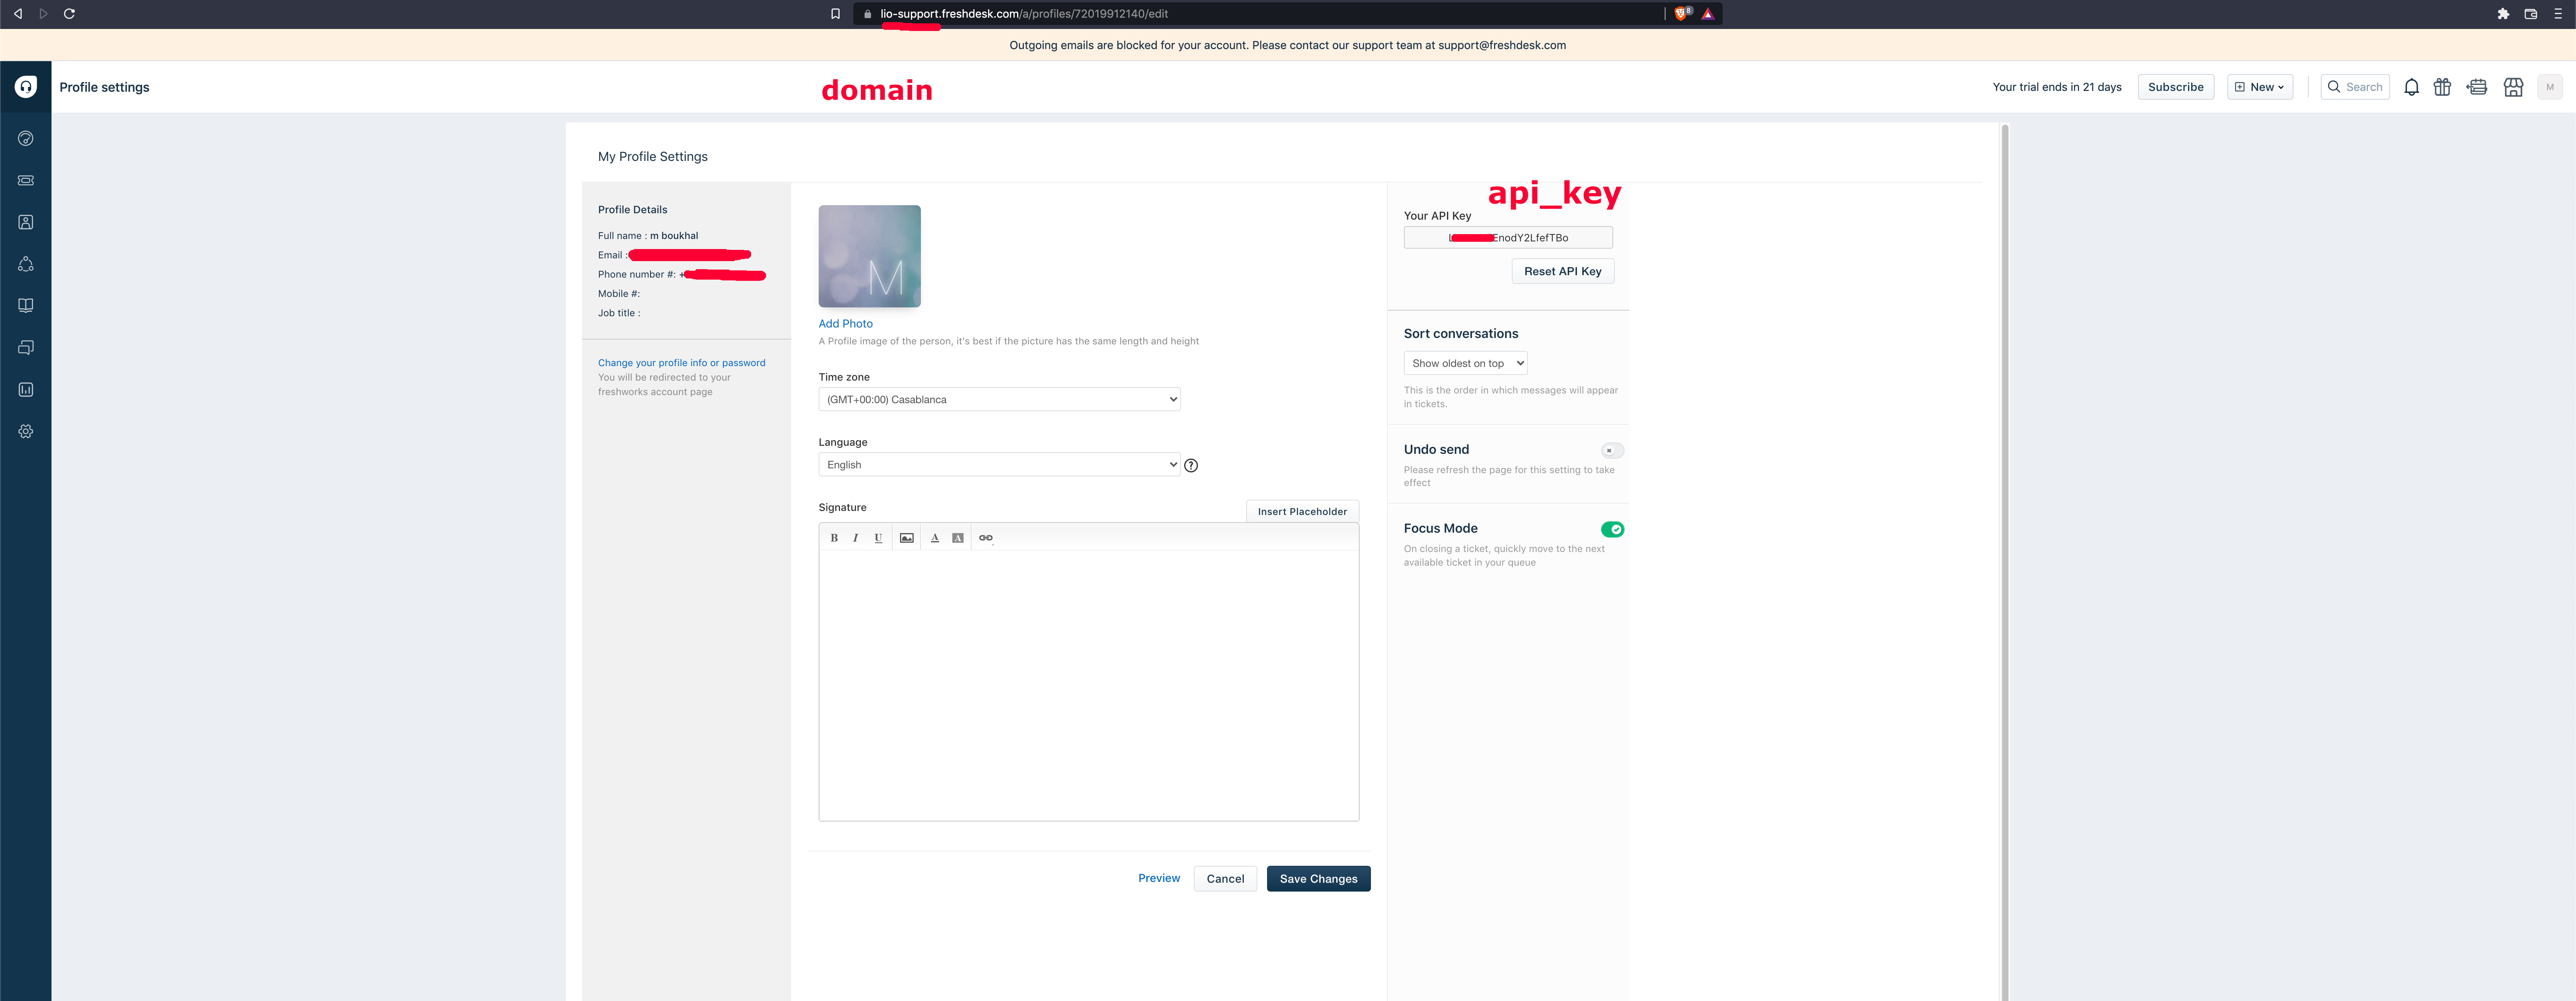 lio-support.freshdesk.com/a/profiles/72019912140/edit
8
Outgoing emails are blocked for your account. Please contact our support team at support@freshdesk.com
Profile settings
domain
Your trial ends in 21 days
Subscribe
New
Search
M
My Profile Settings
Profile Details
Full name : m boukhal
Email :
Phone number #: +
Mobile #:
Job title :
Change your profile info or password
You will be redirected to your
freshworks account page
M
Add Photo
A Profile image of the person, it's best if the picture has the same length and height
Time zone
(GMT+00:00) Casablanca
Language
English
?
Signature
Insert Placeholder
B I U A A
Preview
Cancel
Save Changes
api_key
Your API Key
EnodY2LfefTBo
Reset API Key
Sort conversations
Show oldest on top
This is the order in which messages will appear
in tickets.
Undo send
Please refresh the page for this setting to take
effect
Focus Mode
On closing a ticket, quickly move to the next
available ticket in your queue